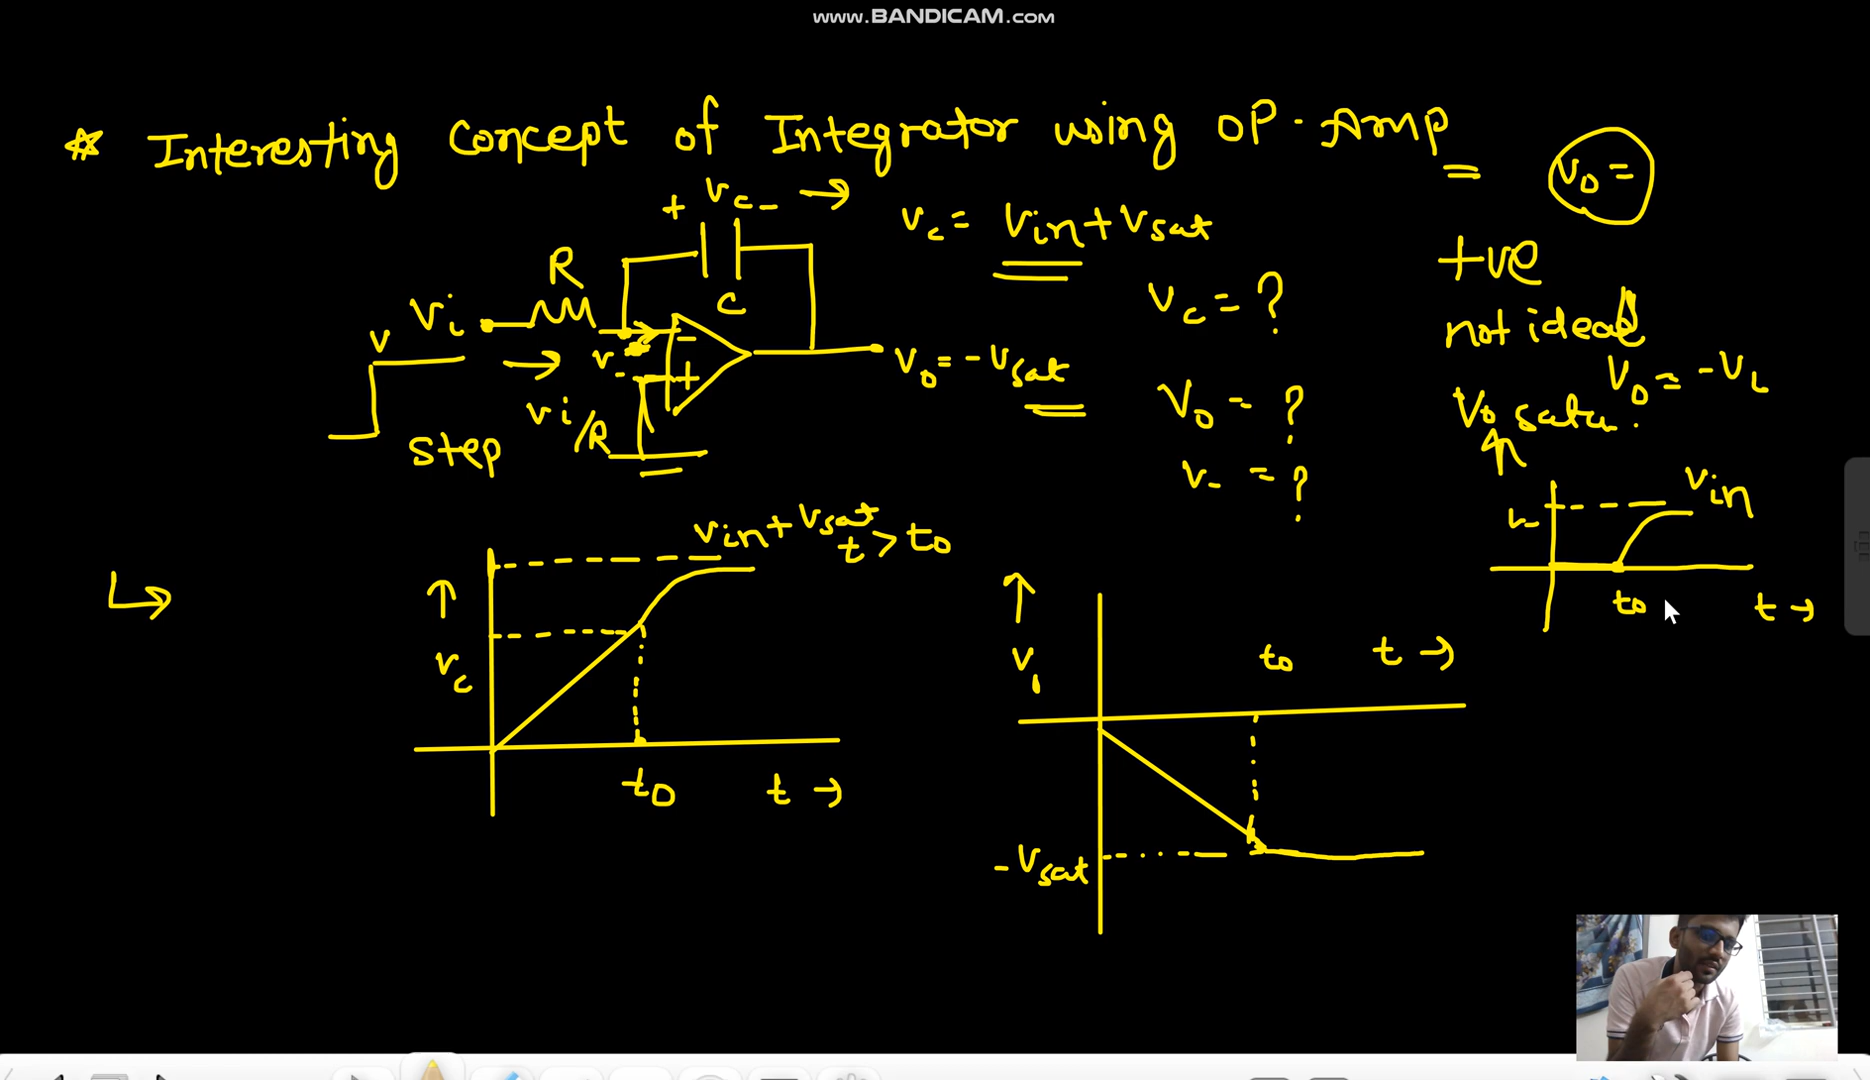 www.BANDICAM.com
* Interesting Concept of Integrator using OP-Amp
Vo =
+ Vc - →
Vc = Vin + Vsat
+ve
R
C
Vc = ?
not ideal
V
Vi
V-
-
+
Vo = -Vsat
Vo = ?
Vo = -VL
Vi/R
Step
V- = ?
Vo satu.
Vin
V-
to
t →
Vin + Vsat
t > to
↑
Vc
to
t →
↑
V
to
t →
-Vsat